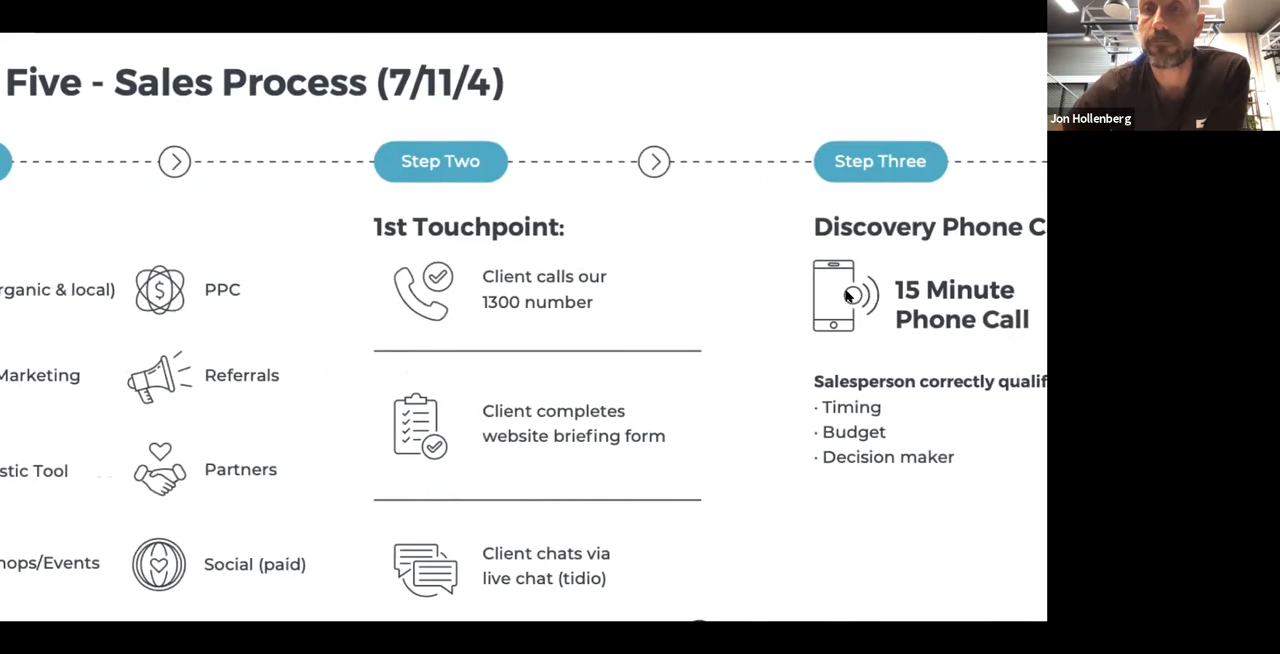 Five - Sales Process (7/11/4)
Step Two
Step Three
rganic & local)
PPC
Marketing
Referrals
stic Tool
Partners
hops/Events
Social (paid)
1st Touchpoint:
Client calls our
1300 number
Client completes
website briefing form
Client chats via
live chat (tidio)
Discovery Phone C
15 Minute
Phone Call
Salesperson correctly qualif
· Timing
· Budget
· Decision maker
Jon Hollenberg